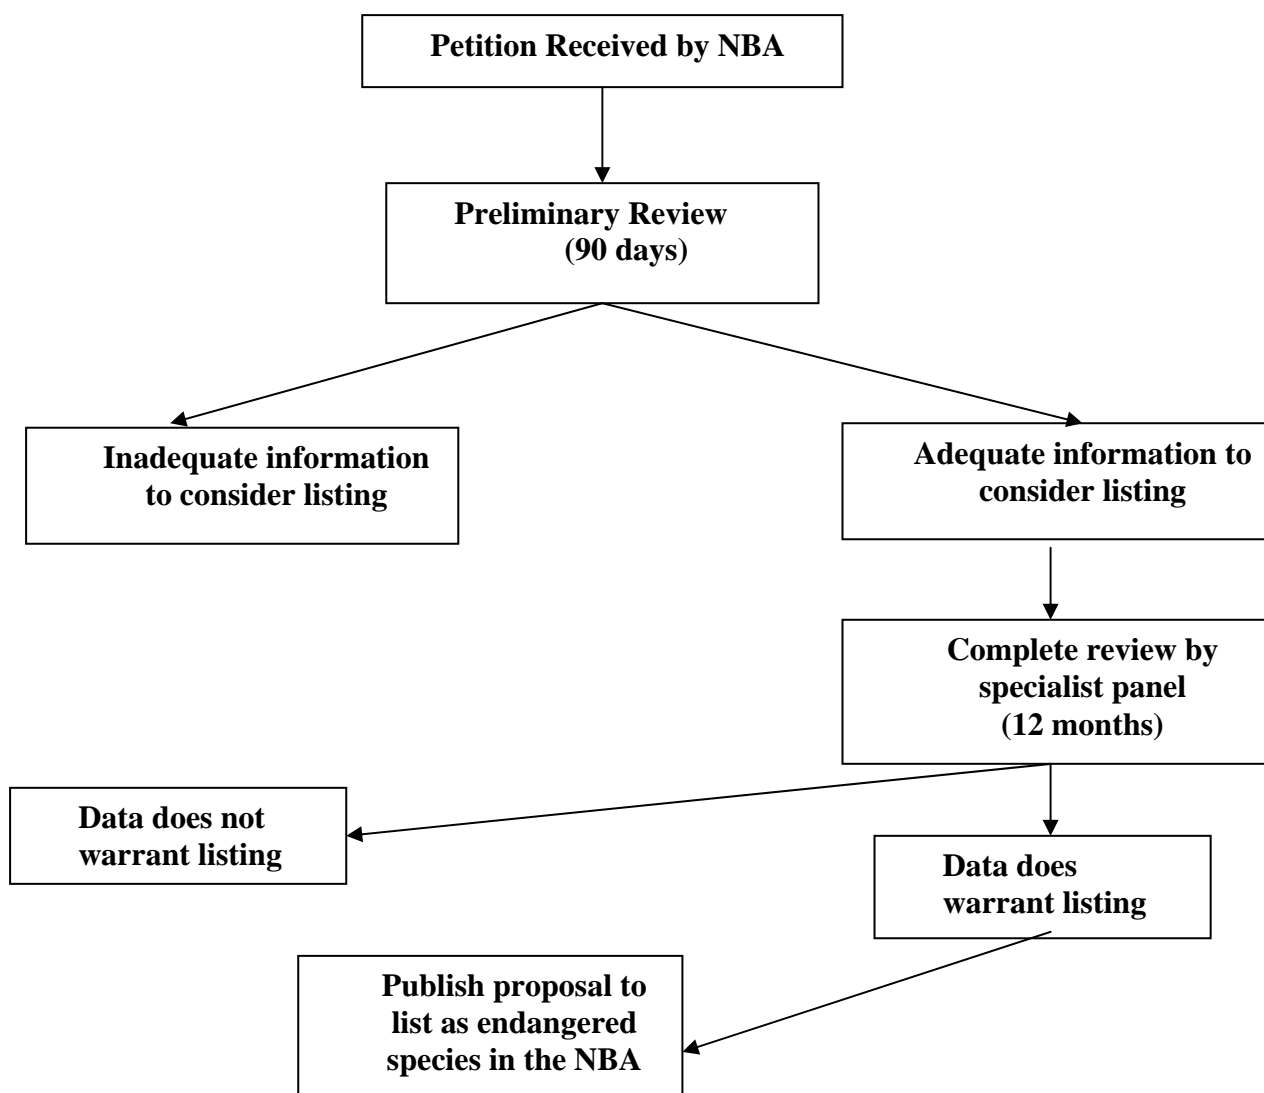 Petition Received by NBA
Preliminary Review
(90 days)
Inadequate information
to consider listing
Adequate information to
consider listing
Complete review by
specialist panel
(12 months)
Data does not
warrant listing
Data does
warrant listing
Publish proposal to
list as endangered
species in the NBA